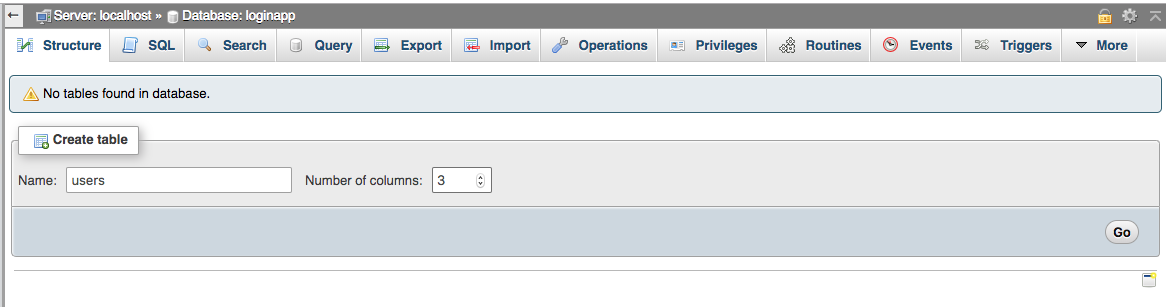 Server: localhost » Database: loginapp
Structure SQL Search Query Export Import Operations Privileges Routines Events Triggers More
No tables found in database.
Create table
Name: users Number of columns: 3
Go